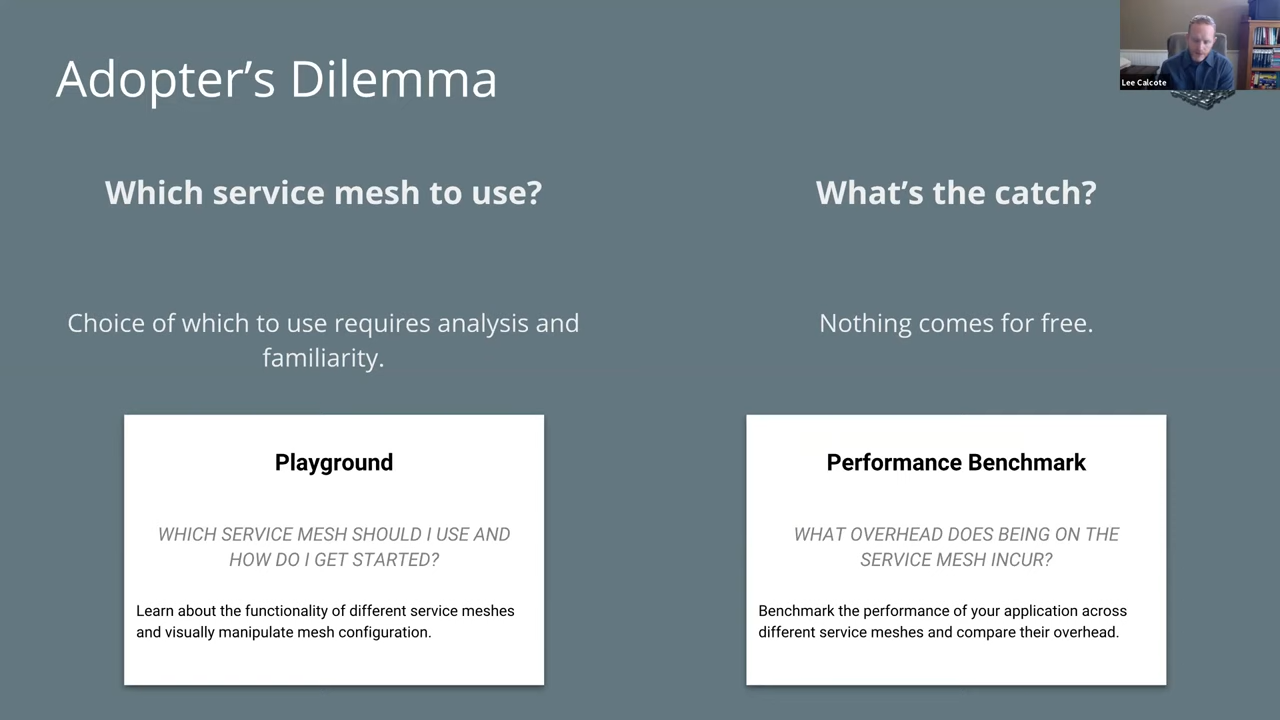 Adopter’s Dilemma
Lee Calcote
Which service mesh to use?
Choice of which to use requires analysis and
familiarity.
Playground
WHICH SERVICE MESH SHOULD I USE AND
HOW DO I GET STARTED?
Learn about the functionality of different service meshes
and visually manipulate mesh configuration.
What’s the catch?
Nothing comes for free.
Performance Benchmark
WHAT OVERHEAD DOES BEING ON THE
SERVICE MESH INCUR?
Benchmark the performance of your application across
different service meshes and compare their overhead.